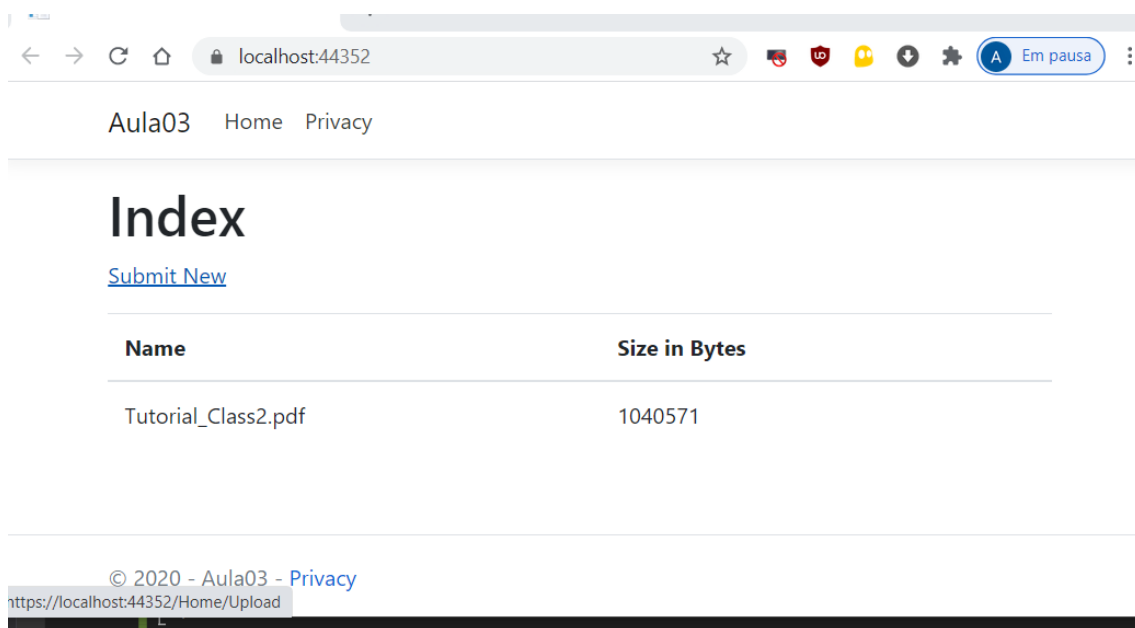 localhost:44352
A Em pausa
Aula03 Home Privacy
Index
Submit New
Name Size in Bytes
Tutorial_Class2.pdf 1040571
© 2020 - Aula03 - Privacy
https://localhost:44352/Home/Upload